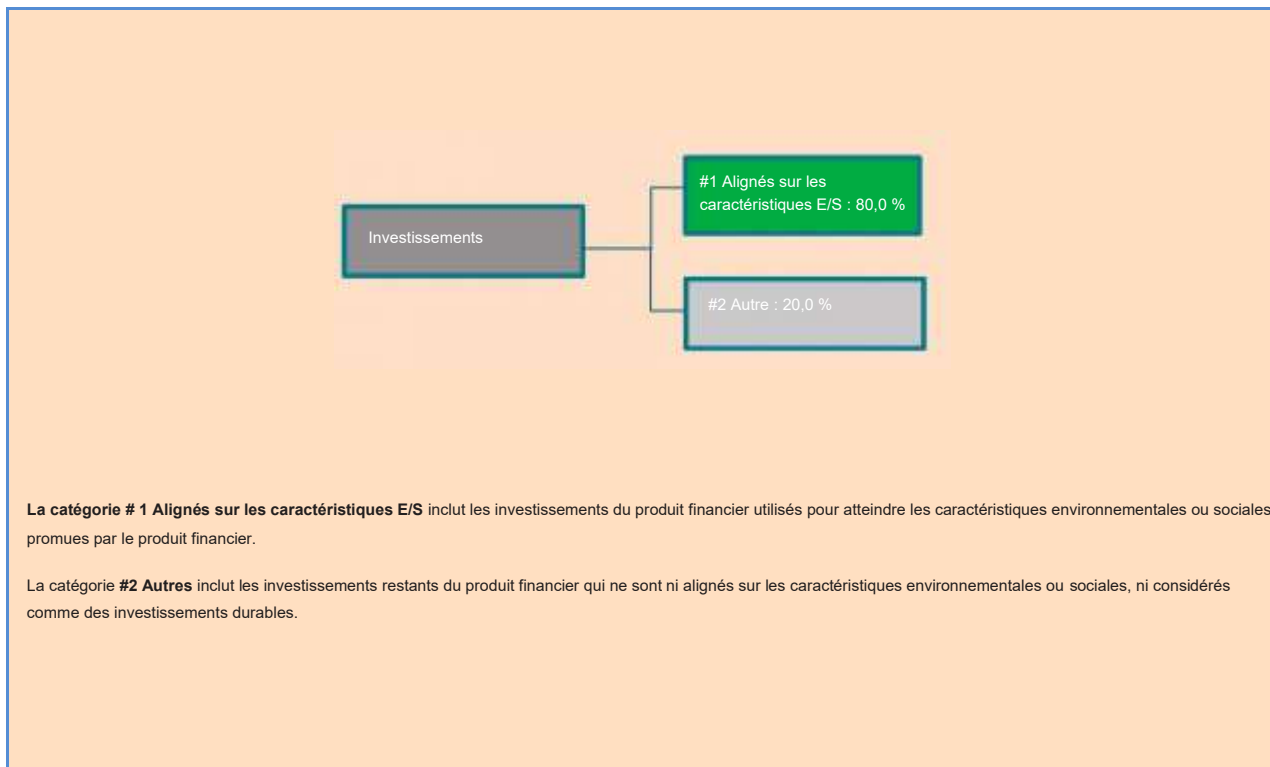 #1 Alignés sur les
caractéristiques E/S : 80,0 %
Investissements
#2 Autre : 20,0 %
La catégorie # 1 Alignés sur les caractéristiques E/S inclut les investissements du produit financier utilisés pour atteindre les caractéristiques environnementales ou sociales
promues par le produit financier.
La catégorie #2 Autres inclut les investissements restants du produit financier qui ne sont ni alignés sur les caractéristiques environnementales ou sociales, ni considérés
comme des investissements durables.